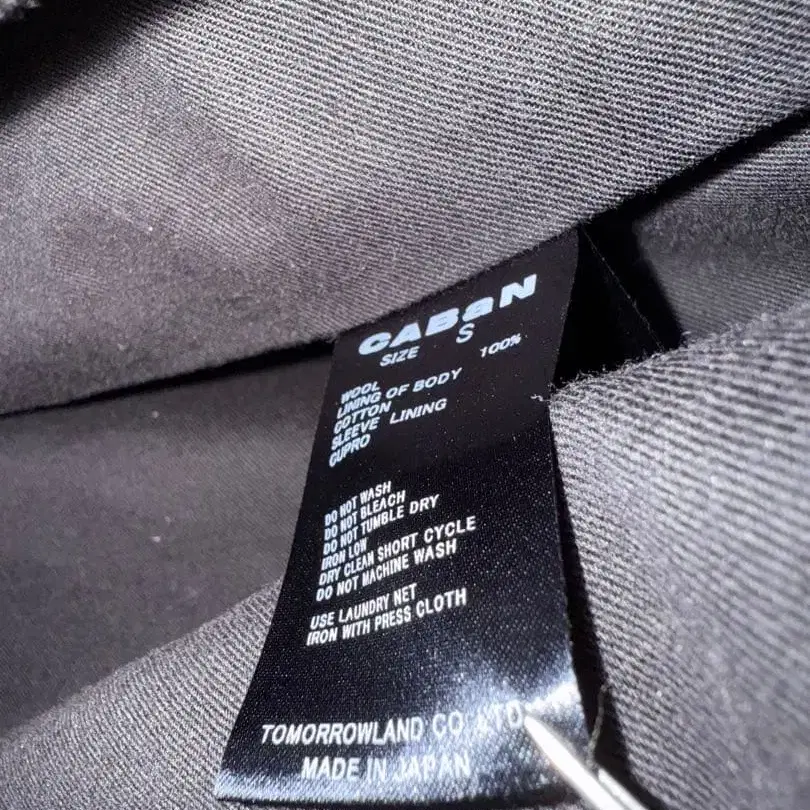 CABaN
SIZE S
WOOL 100%
LINING OF BODY
COTTON
SLEEVE LINING
CUPRO
DO NOT WASH
DO NOT BLEACH
DO NOT TUMBLE DRY
IRON LOW
DRY CLEAN SHORT CYCLE
DO NOT MACHINE WASH
USE LAUNDRY NET
IRON WITH PRESS CLOTH
TOMORROWLAND CO.,LTD.
MADE IN JAPAN